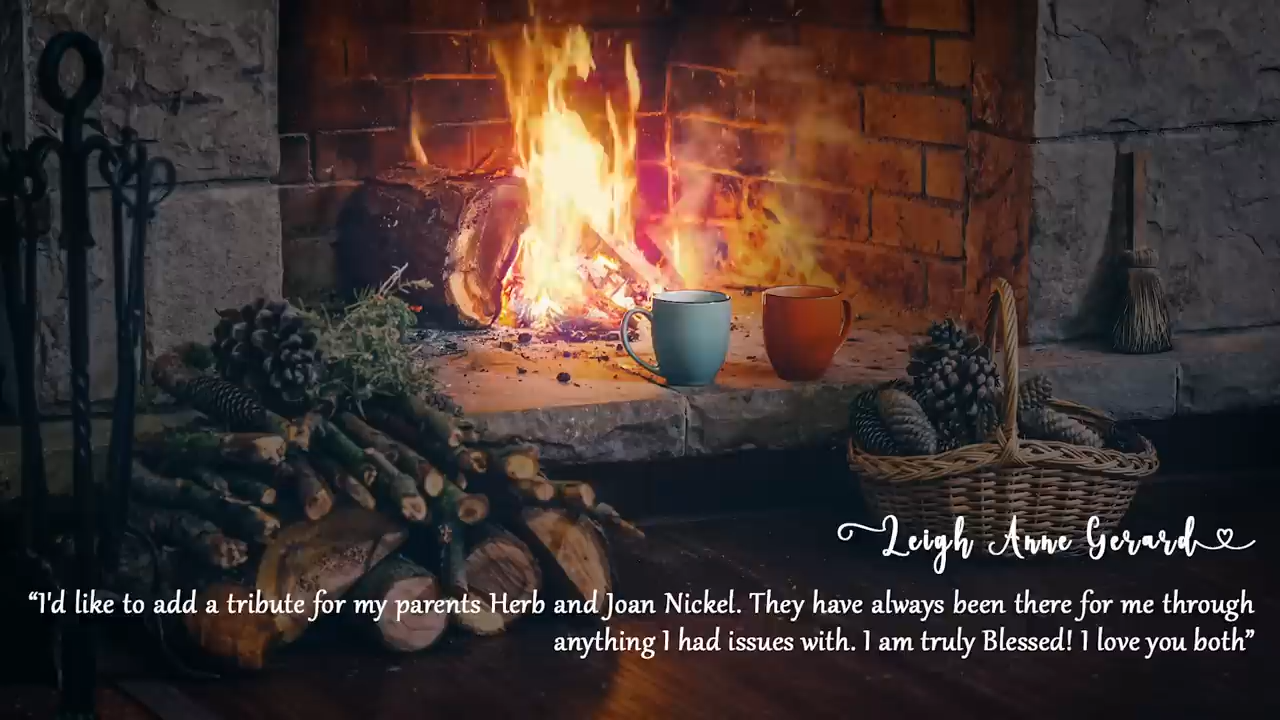 Leigh Anne Gerard
“I'd like to add a tribute for my parents Herb and Joan Nickel. They have always been there for me through
anything I had issues with. I am truly Blessed! I love you both”